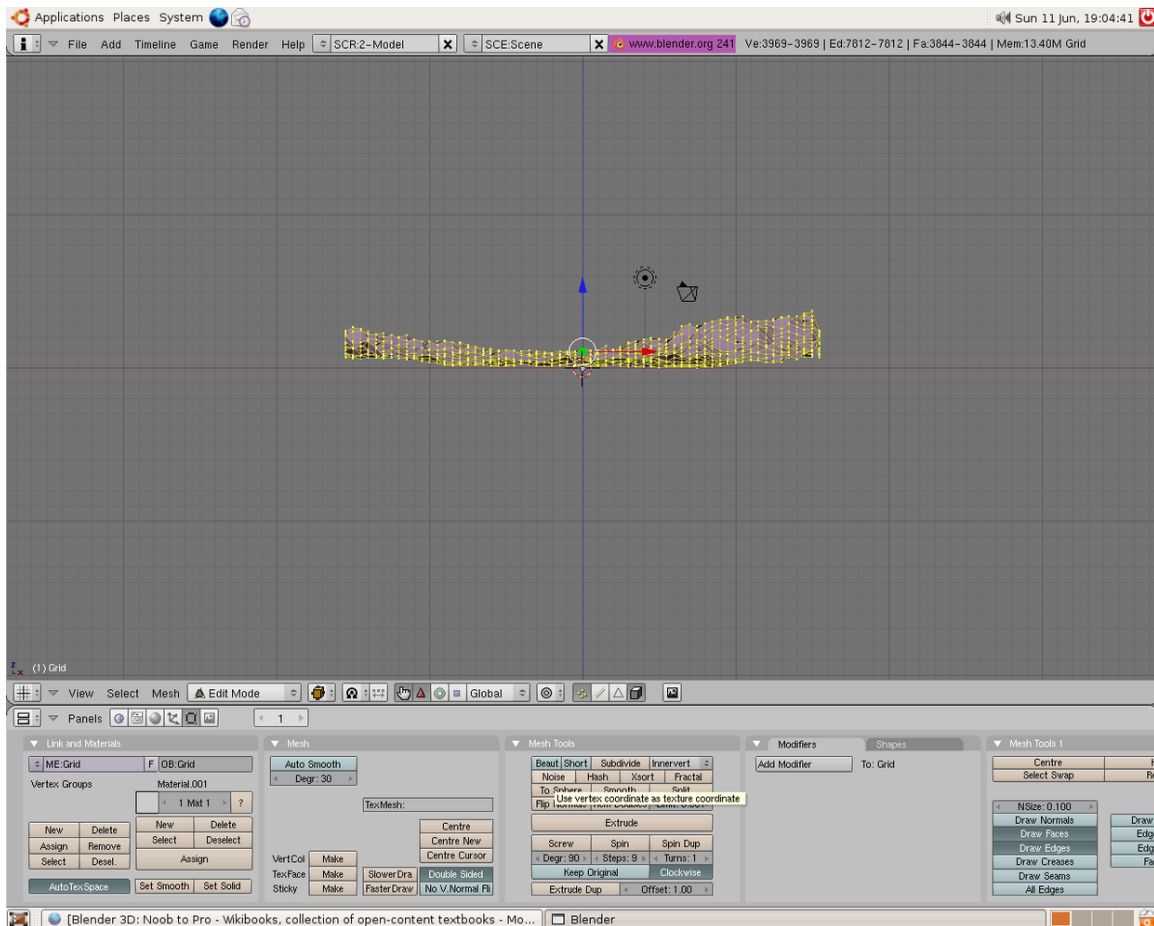 Applications Places System Sun 11 Jun, 19:04:41
File Add Timeline Game Render Help SCR:2-Model SCE:Scene www.blender.org 241 Ve:3969-3969 | Ed:7812-7812 | Fa:3844-3844 | Mem:13.40M Grid
z
x (1) Grid
View Select Mesh Edit Mode Global
Panels 1
Link and Materials Mesh Mesh Tools Modifiers Shapes Mesh Tools 1
ME:Grid F OB:Grid
Vertex Groups Material.001
1 Mat 1 ?
New Delete
Assign Remove
Select Desel.
New Delete
Select Deselect
Assign
AutoTexSpace Set Smooth Set Solid
Auto Smooth
Degr: 30
TexMesh:
Centre
Centre New
Centre Cursor
VertCol Make
TexFace Make SlowerDra Double Sided
Sticky Make FasterDraw No V.Normal Fli
Beaut Short Subdivide Innervert
Noise Hash Xsort Fractal
To Sphere Smooth Split
Use vertex coordinate as texture coordinate
Flip Normals
Extrude
Screw Spin Spin Dup
Degr: 90 Steps: 9 Turns: 1
Keep Original Clockwise
Extrude Dup Offset: 1.00
Add Modifier To: Grid
Centre
Select Swap
NSize: 0.100
Draw Normals
Draw Faces
Draw Edges
Draw Creases
Draw Seams
All Edges
[Blender 3D: Noob to Pro - Wikibooks, collection of open-content textbooks - Mo... Blender